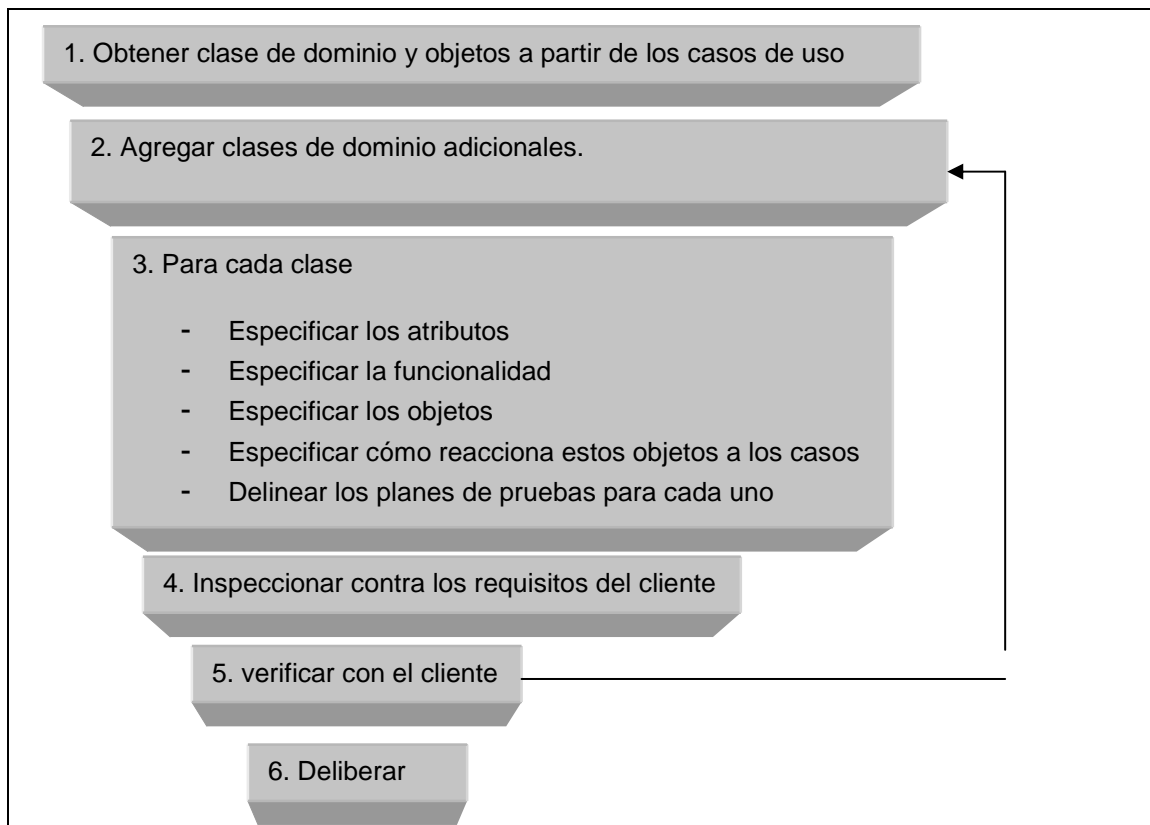 1. Obtener clase de dominio y objetos a partir de los casos de uso
2. Agregar clases de dominio adicionales.
3. Para cada clase
- Especificar los atributos
- Especificar la funcionalidad
- Especificar los objetos
- Especificar cómo reacciona estos objetos a los casos
- Delinear los planes de pruebas para cada uno
4. Inspeccionar contra los requisitos del cliente
5. verificar con el cliente
6. Deliberar